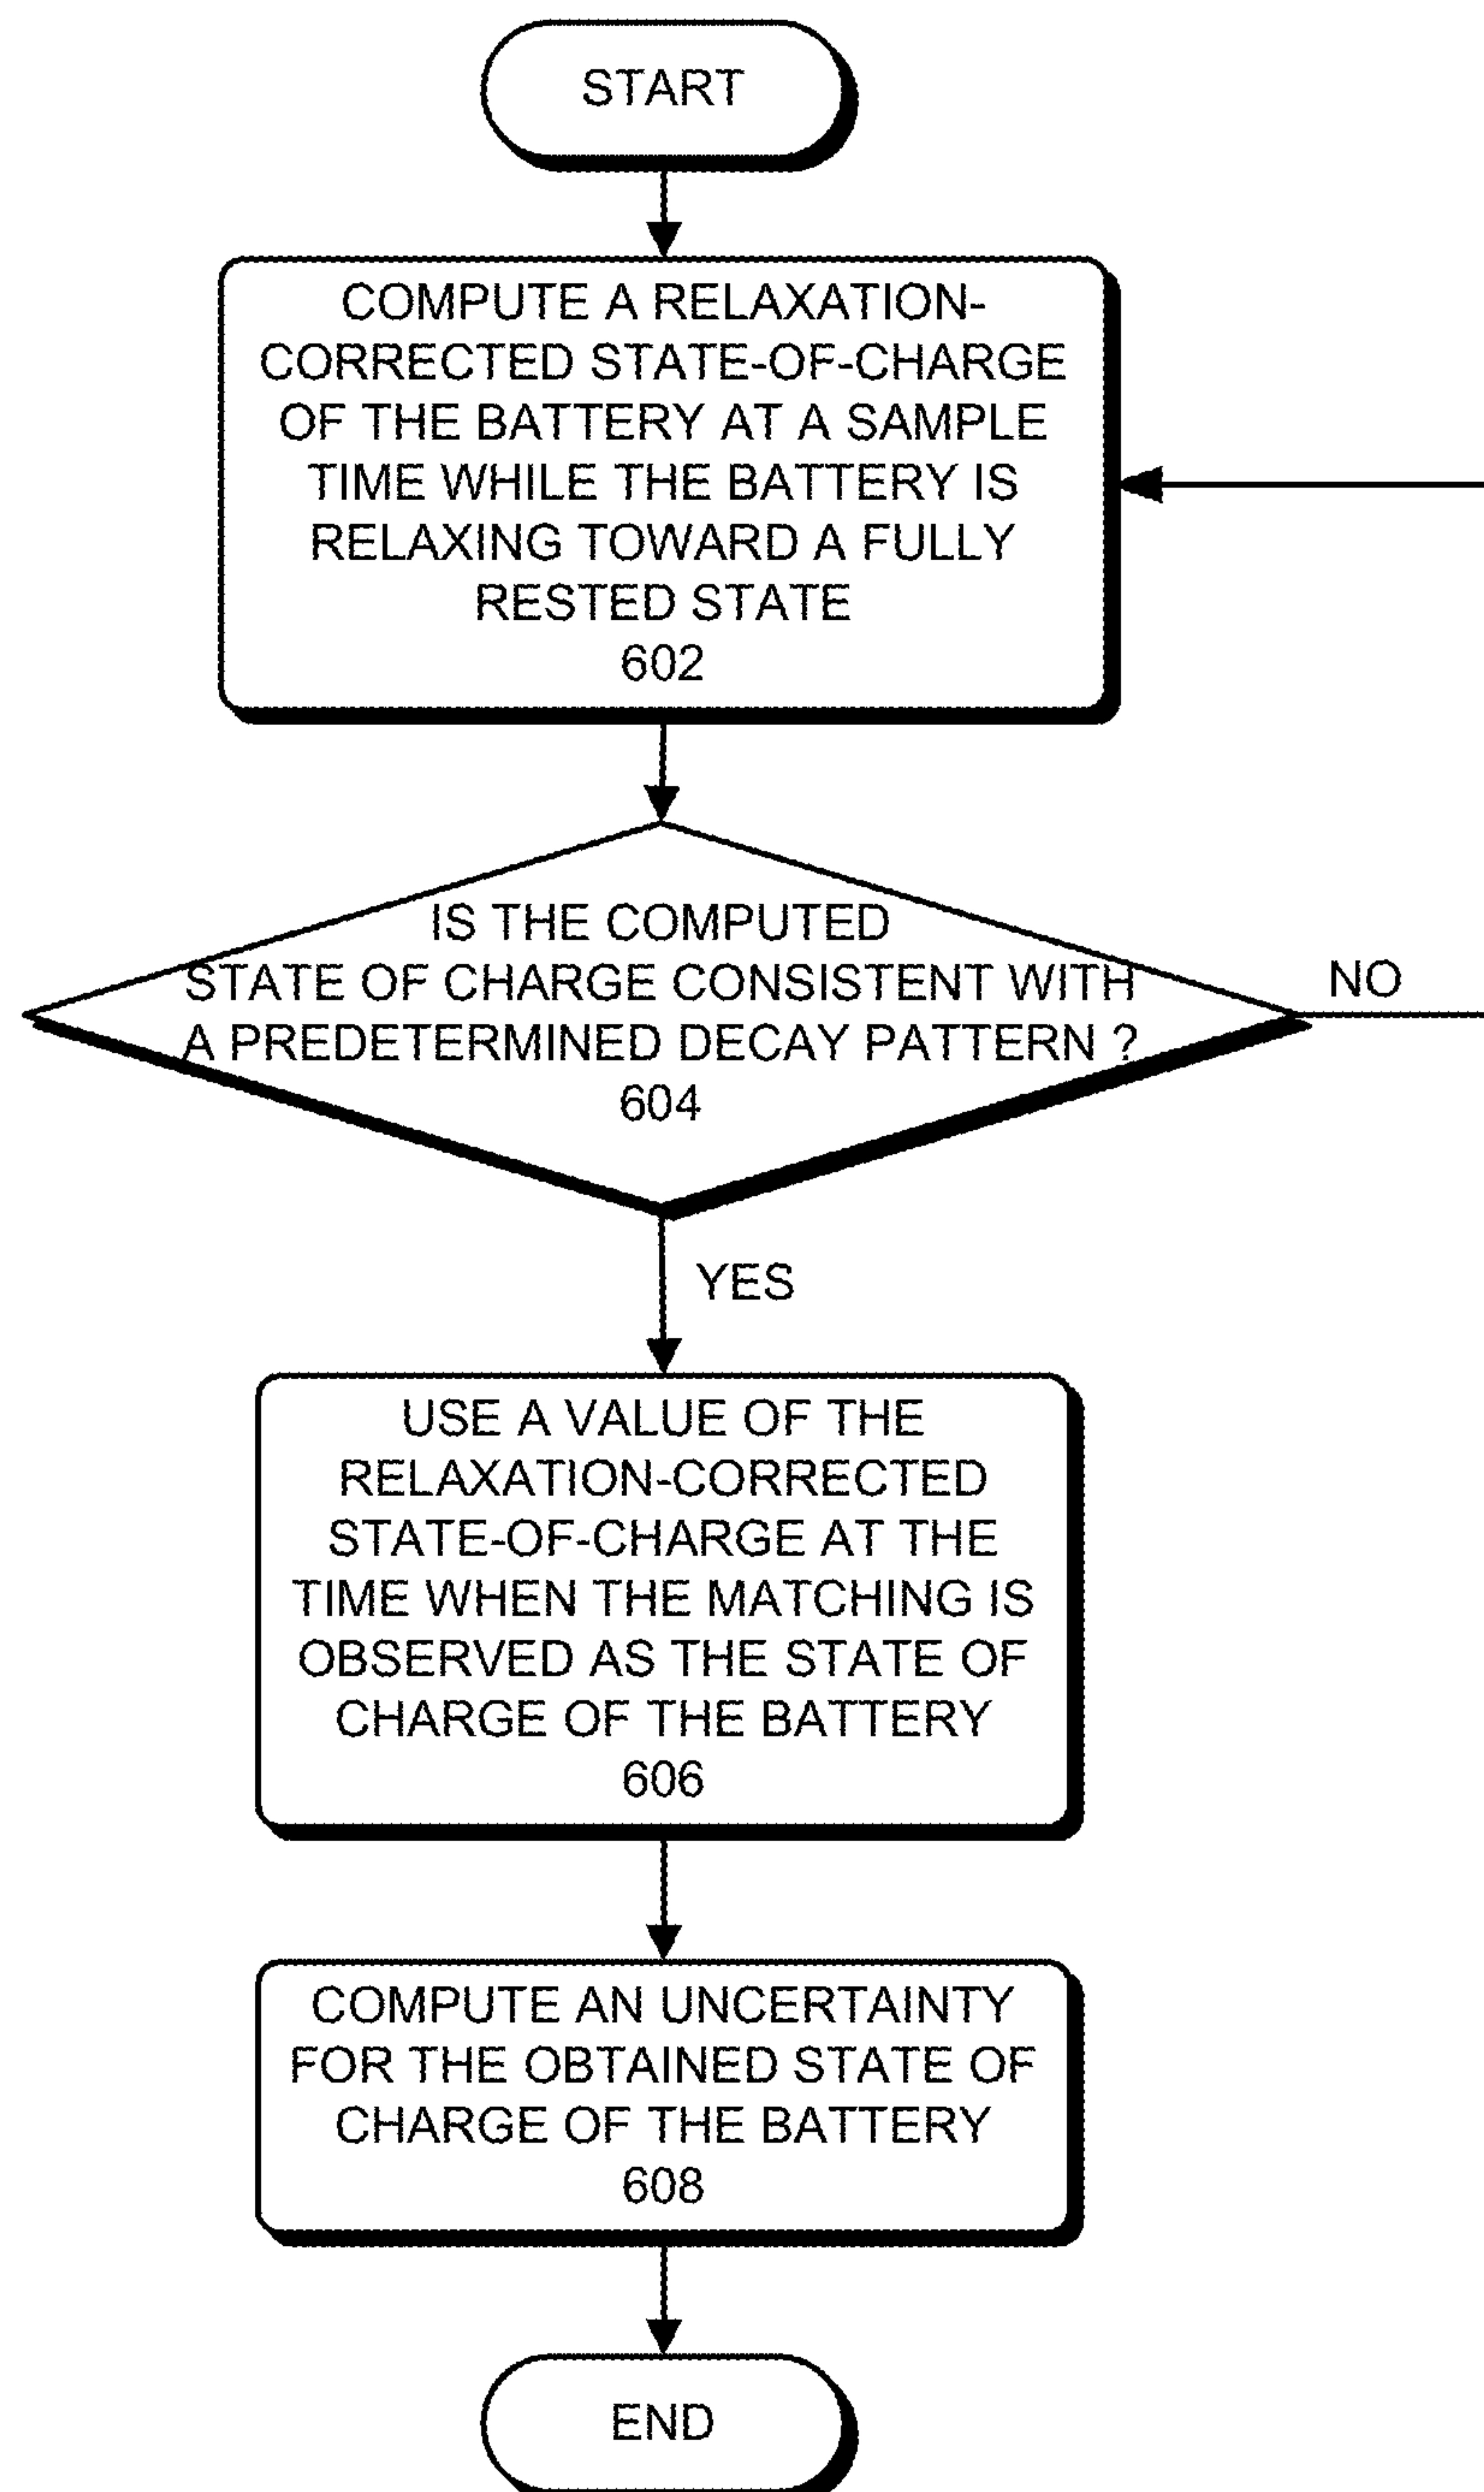 START
COMPUTE A RELAXATION-
CORRECTED STATE-OF-CHARGE
OF THE BATTERY AT A SAMPLE
TIME WHILE THE BATTERY IS
RELAXING TOWARD A FULLY
RESTED STATE
602
IS THE COMPUTED
STATE OF CHARGE CONSISTENT WITH
A PREDETERMINED DECAY PATTERN ?
604
NO
YES
USE A VALUE OF THE
RELAXATION-CORRECTED
STATE-OF-CHARGE AT THE
TIME WHEN THE MATCHING IS
OBSERVED AS THE STATE OF
CHARGE OF THE BATTERY
606
COMPUTE AN UNCERTAINTY
FOR THE OBTAINED STATE OF
CHARGE OF THE BATTERY
608
END